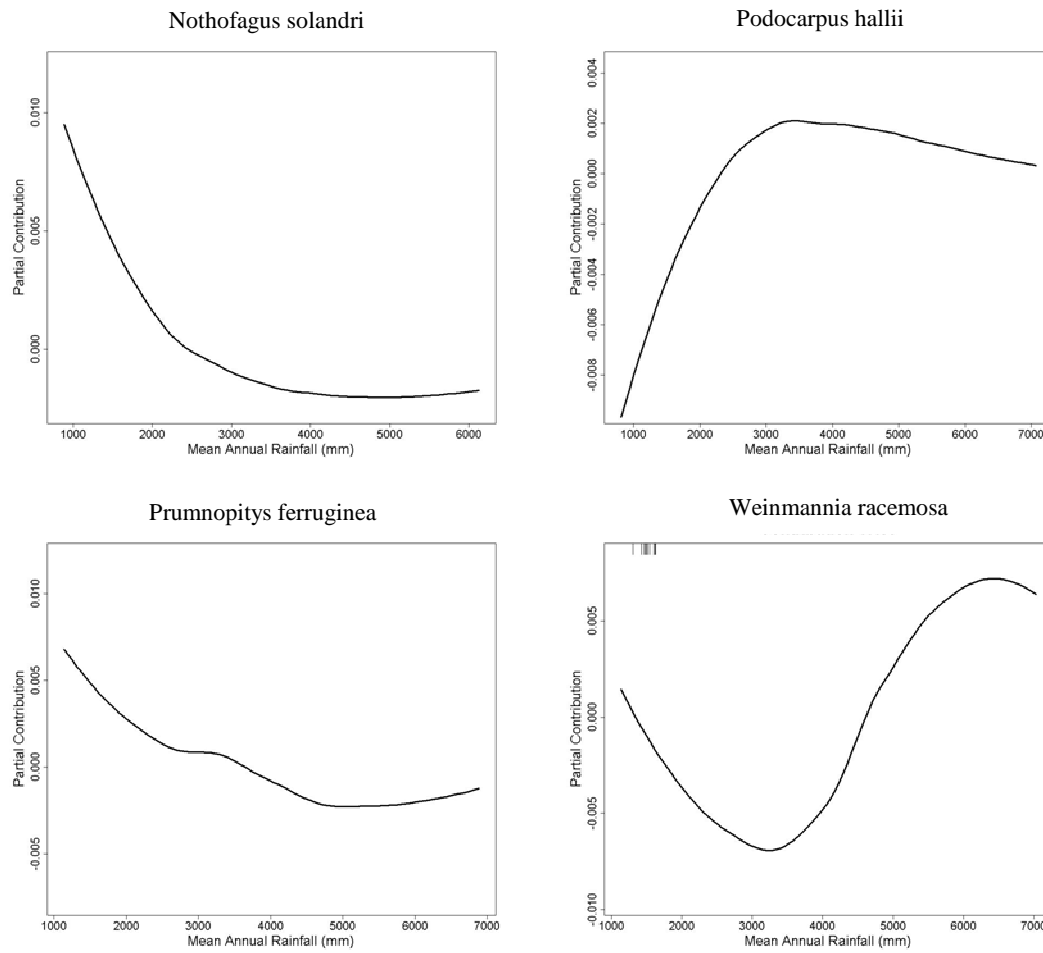 Nothofagus solandri
Podocarpus hallii
Partial Contribution
0.010
0.005
0.000
1000 2000 3000 4000 5000 6000
Mean Annual Rainfall (mm)
Partial Contribution
0.004
0.002
0.000
-0.002
-0.004
-0.006
-0.008
1000 2000 3000 4000 5000 6000 7000
Mean Annual Rainfall (mm)
Prumnopitys ferruginea
Weinmannia racemosa
Partial Contribution
0.010
0.005
0.000
-0.005
1000 2000 3000 4000 5000 6000 7000
Mean Annual Rainfall (mm)
Partial Contribution
0.005
0.000
-0.005
-0.010
1000 2000 3000 4000 5000 6000 7000
Mean Annual Rainfall (mm)